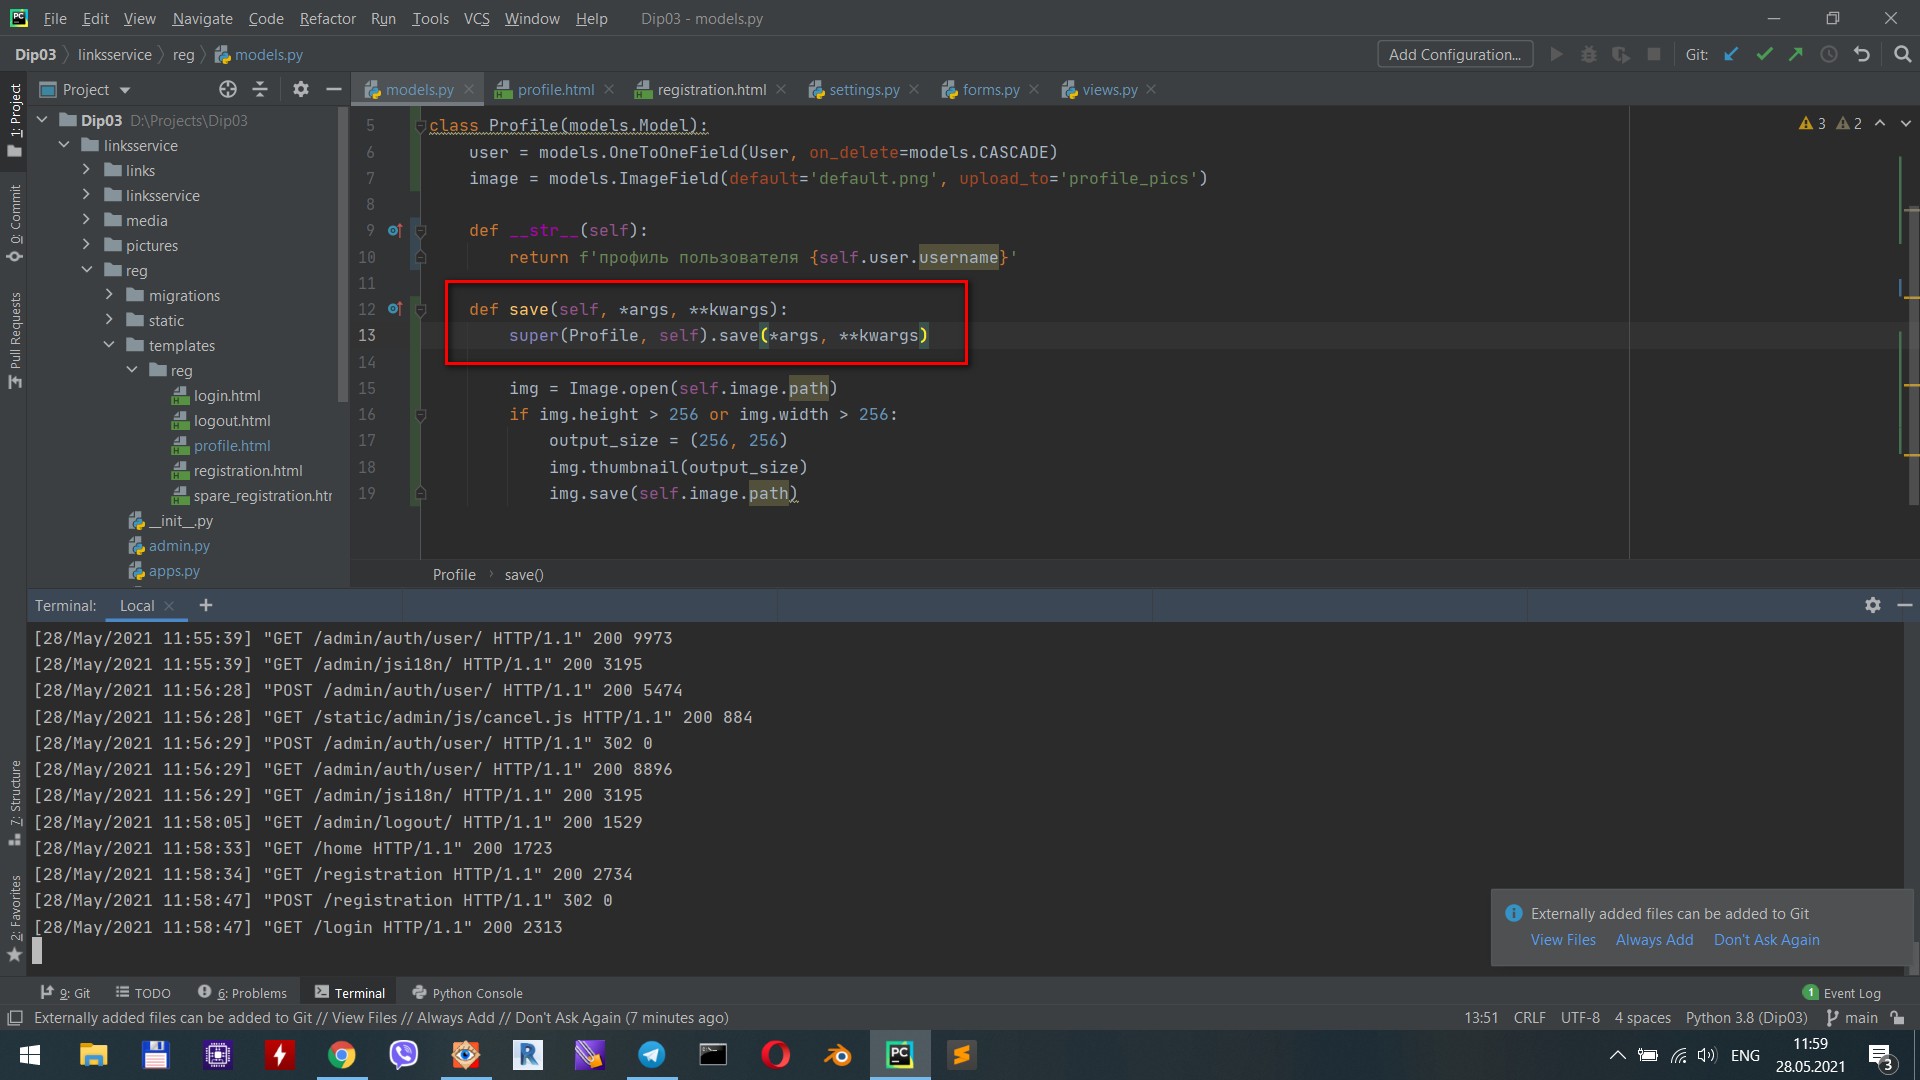 File Edit View Navigate Code Refactor Run Tools VCS Window Help Dip03 - models.py
Dip03 linksservice reg models.py Add Configuration... Git:
Project
models.py profile.html registration.html settings.py forms.py views.py
1: Project
0: Commit
Pull Requests
7: Structure
2: Favorites
Dip03 D:\Projects\Dip03
linksservice
links
linksservice
media
pictures
reg
migrations
static
templates
reg
login.html
logout.html
profile.html
registration.html
spare_registration.htr
__init__.py
admin.py
apps.py
3 2
5 class Profile(models.Model):
6 user = models.OneToOneField(User, on_delete=models.CASCADE)
7 image = models.ImageField(default='default.png', upload_to='profile_pics')
8
9 def __str__(self):
10 return f'профиль пользователя {self.user.username}'
11
12 def save(self, *args, **kwargs):
13 super(Profile, self).save(*args, **kwargs)
14
15 img = Image.open(self.image.path)
16 if img.height > 256 or img.width > 256:
17 output_size = (256, 256)
18 img.thumbnail(output_size)
19 img.save(self.image.path)
Profile save()
Terminal: Local
[28/May/2021 11:55:39] "GET /admin/auth/user/ HTTP/1.1" 200 9973
[28/May/2021 11:55:39] "GET /admin/jsi18n/ HTTP/1.1" 200 3195
[28/May/2021 11:56:28] "POST /admin/auth/user/ HTTP/1.1" 200 5474
[28/May/2021 11:56:28] "GET /static/admin/js/cancel.js HTTP/1.1" 200 884
[28/May/2021 11:56:29] "POST /admin/auth/user/ HTTP/1.1" 302 0
[28/May/2021 11:56:29] "GET /admin/auth/user/ HTTP/1.1" 200 8896
[28/May/2021 11:56:29] "GET /admin/jsi18n/ HTTP/1.1" 200 3195
[28/May/2021 11:58:05] "GET /admin/logout/ HTTP/1.1" 200 1529
[28/May/2021 11:58:33] "GET /home HTTP/1.1" 200 1723
[28/May/2021 11:58:34] "GET /registration HTTP/1.1" 200 2734
[28/May/2021 11:58:47] "POST /registration HTTP/1.1" 302 0
[28/May/2021 11:58:47] "GET /login HTTP/1.1" 200 2313
Externally added files can be added to Git
View Files Always Add Don't Ask Again
9: Git TODO 6: Problems Terminal Python Console 1 Event Log
Externally added files can be added to Git // View Files // Always Add // Don't Ask Again (7 minutes ago) 13:51 CRLF UTF-8 4 spaces Python 3.8 (Dip03) main
ENG
11:59
28.05.2021
3